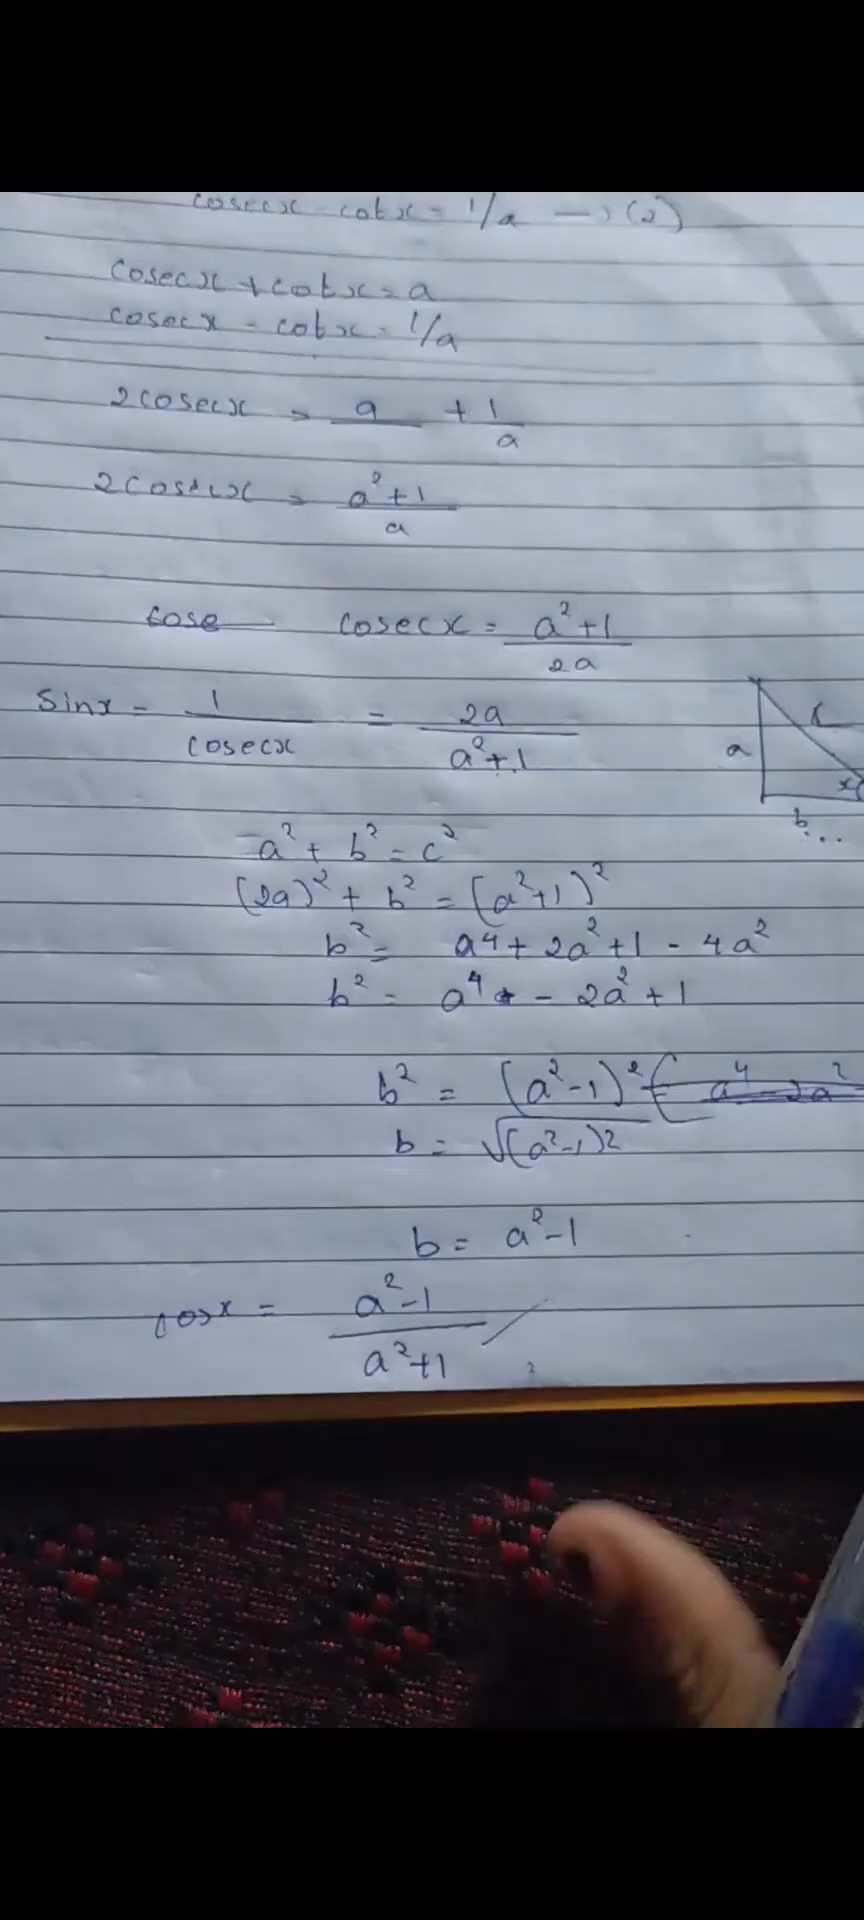 cosecx - cotx = 1/a → (2)
cosecx + cotx = a
cosecx - cotx = 1/a
2cosecx = a + 1/a
2cosecx = (a²+1)/a
cose cosecx = (a²+1)/2a
sinx = 1/cosecx = 2a/(a²+1)
a
x
b
a² + b² = c²
(2a)² + b² = (a²+1)²
b² = a⁴ + 2a² + 1 - 4a²
b² = a⁴ - 2a² + 1
b² = (a²-1)² a⁴ - 2a²
b = √(a²-1)²
b = a²-1
cosx = (a²-1)/(a²+1)